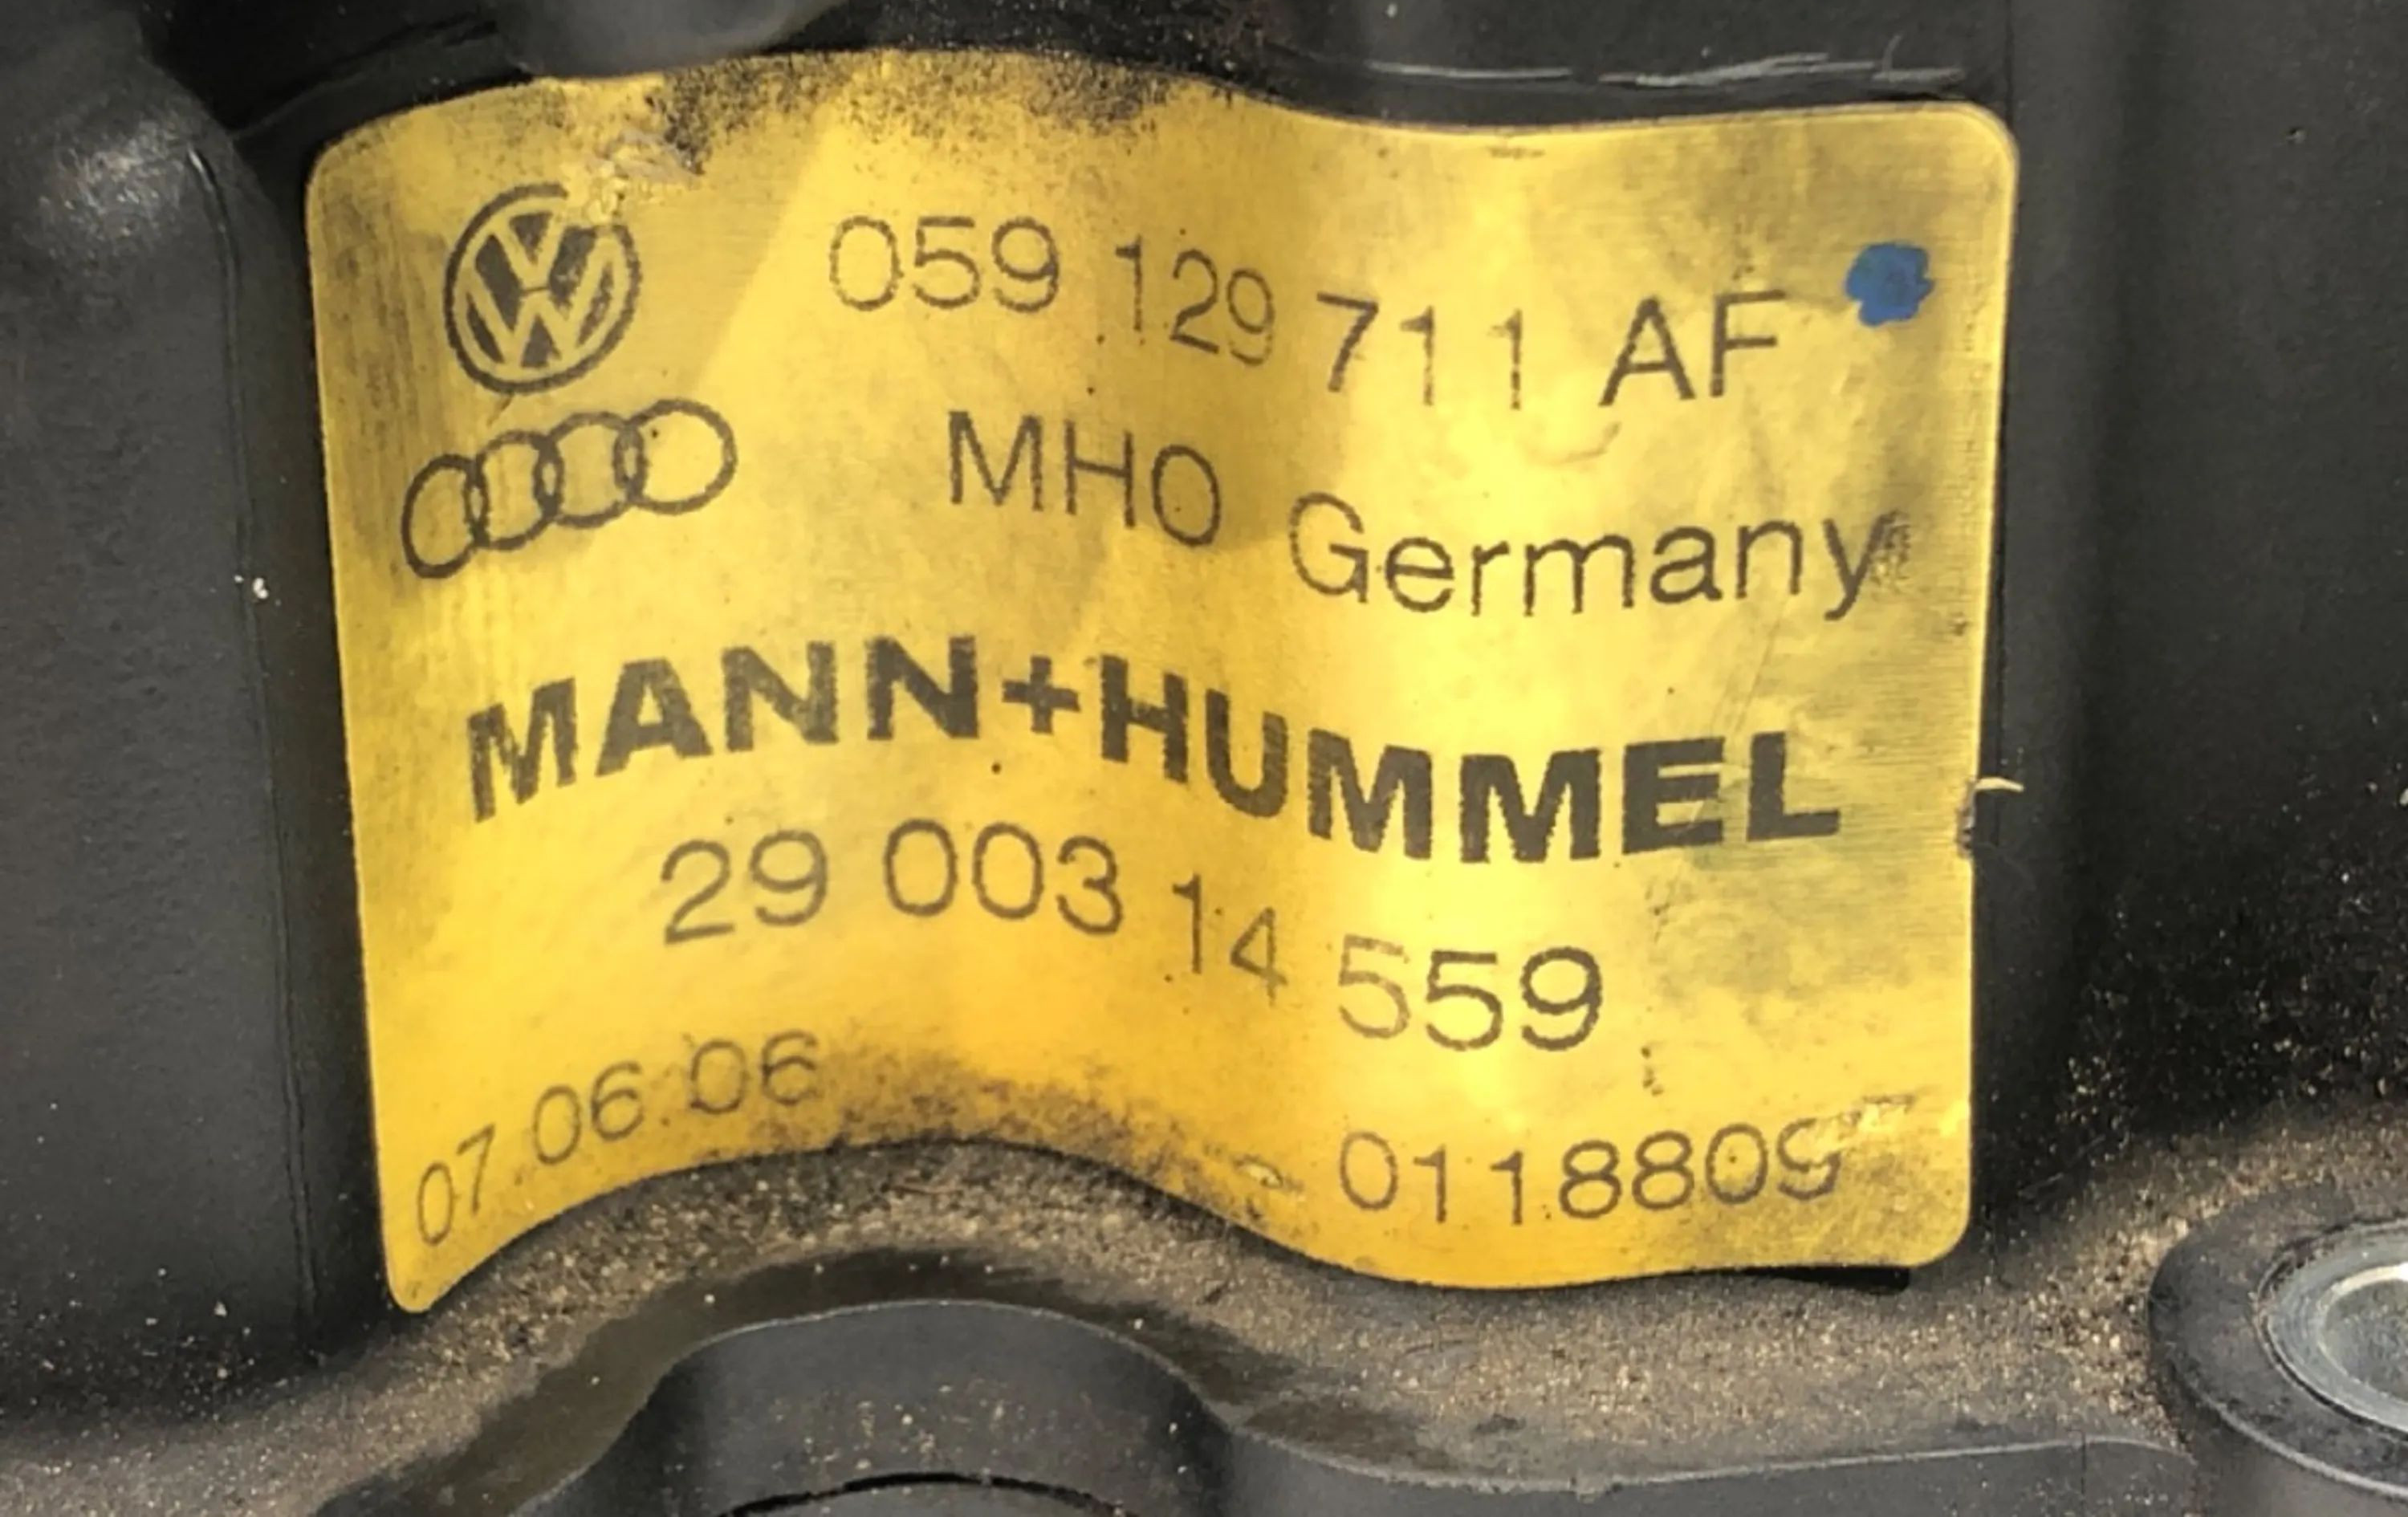 059 129 711 AF
MHO Germany
MANN+HUMMEL
29 003 14 559
07.06.06 0118809